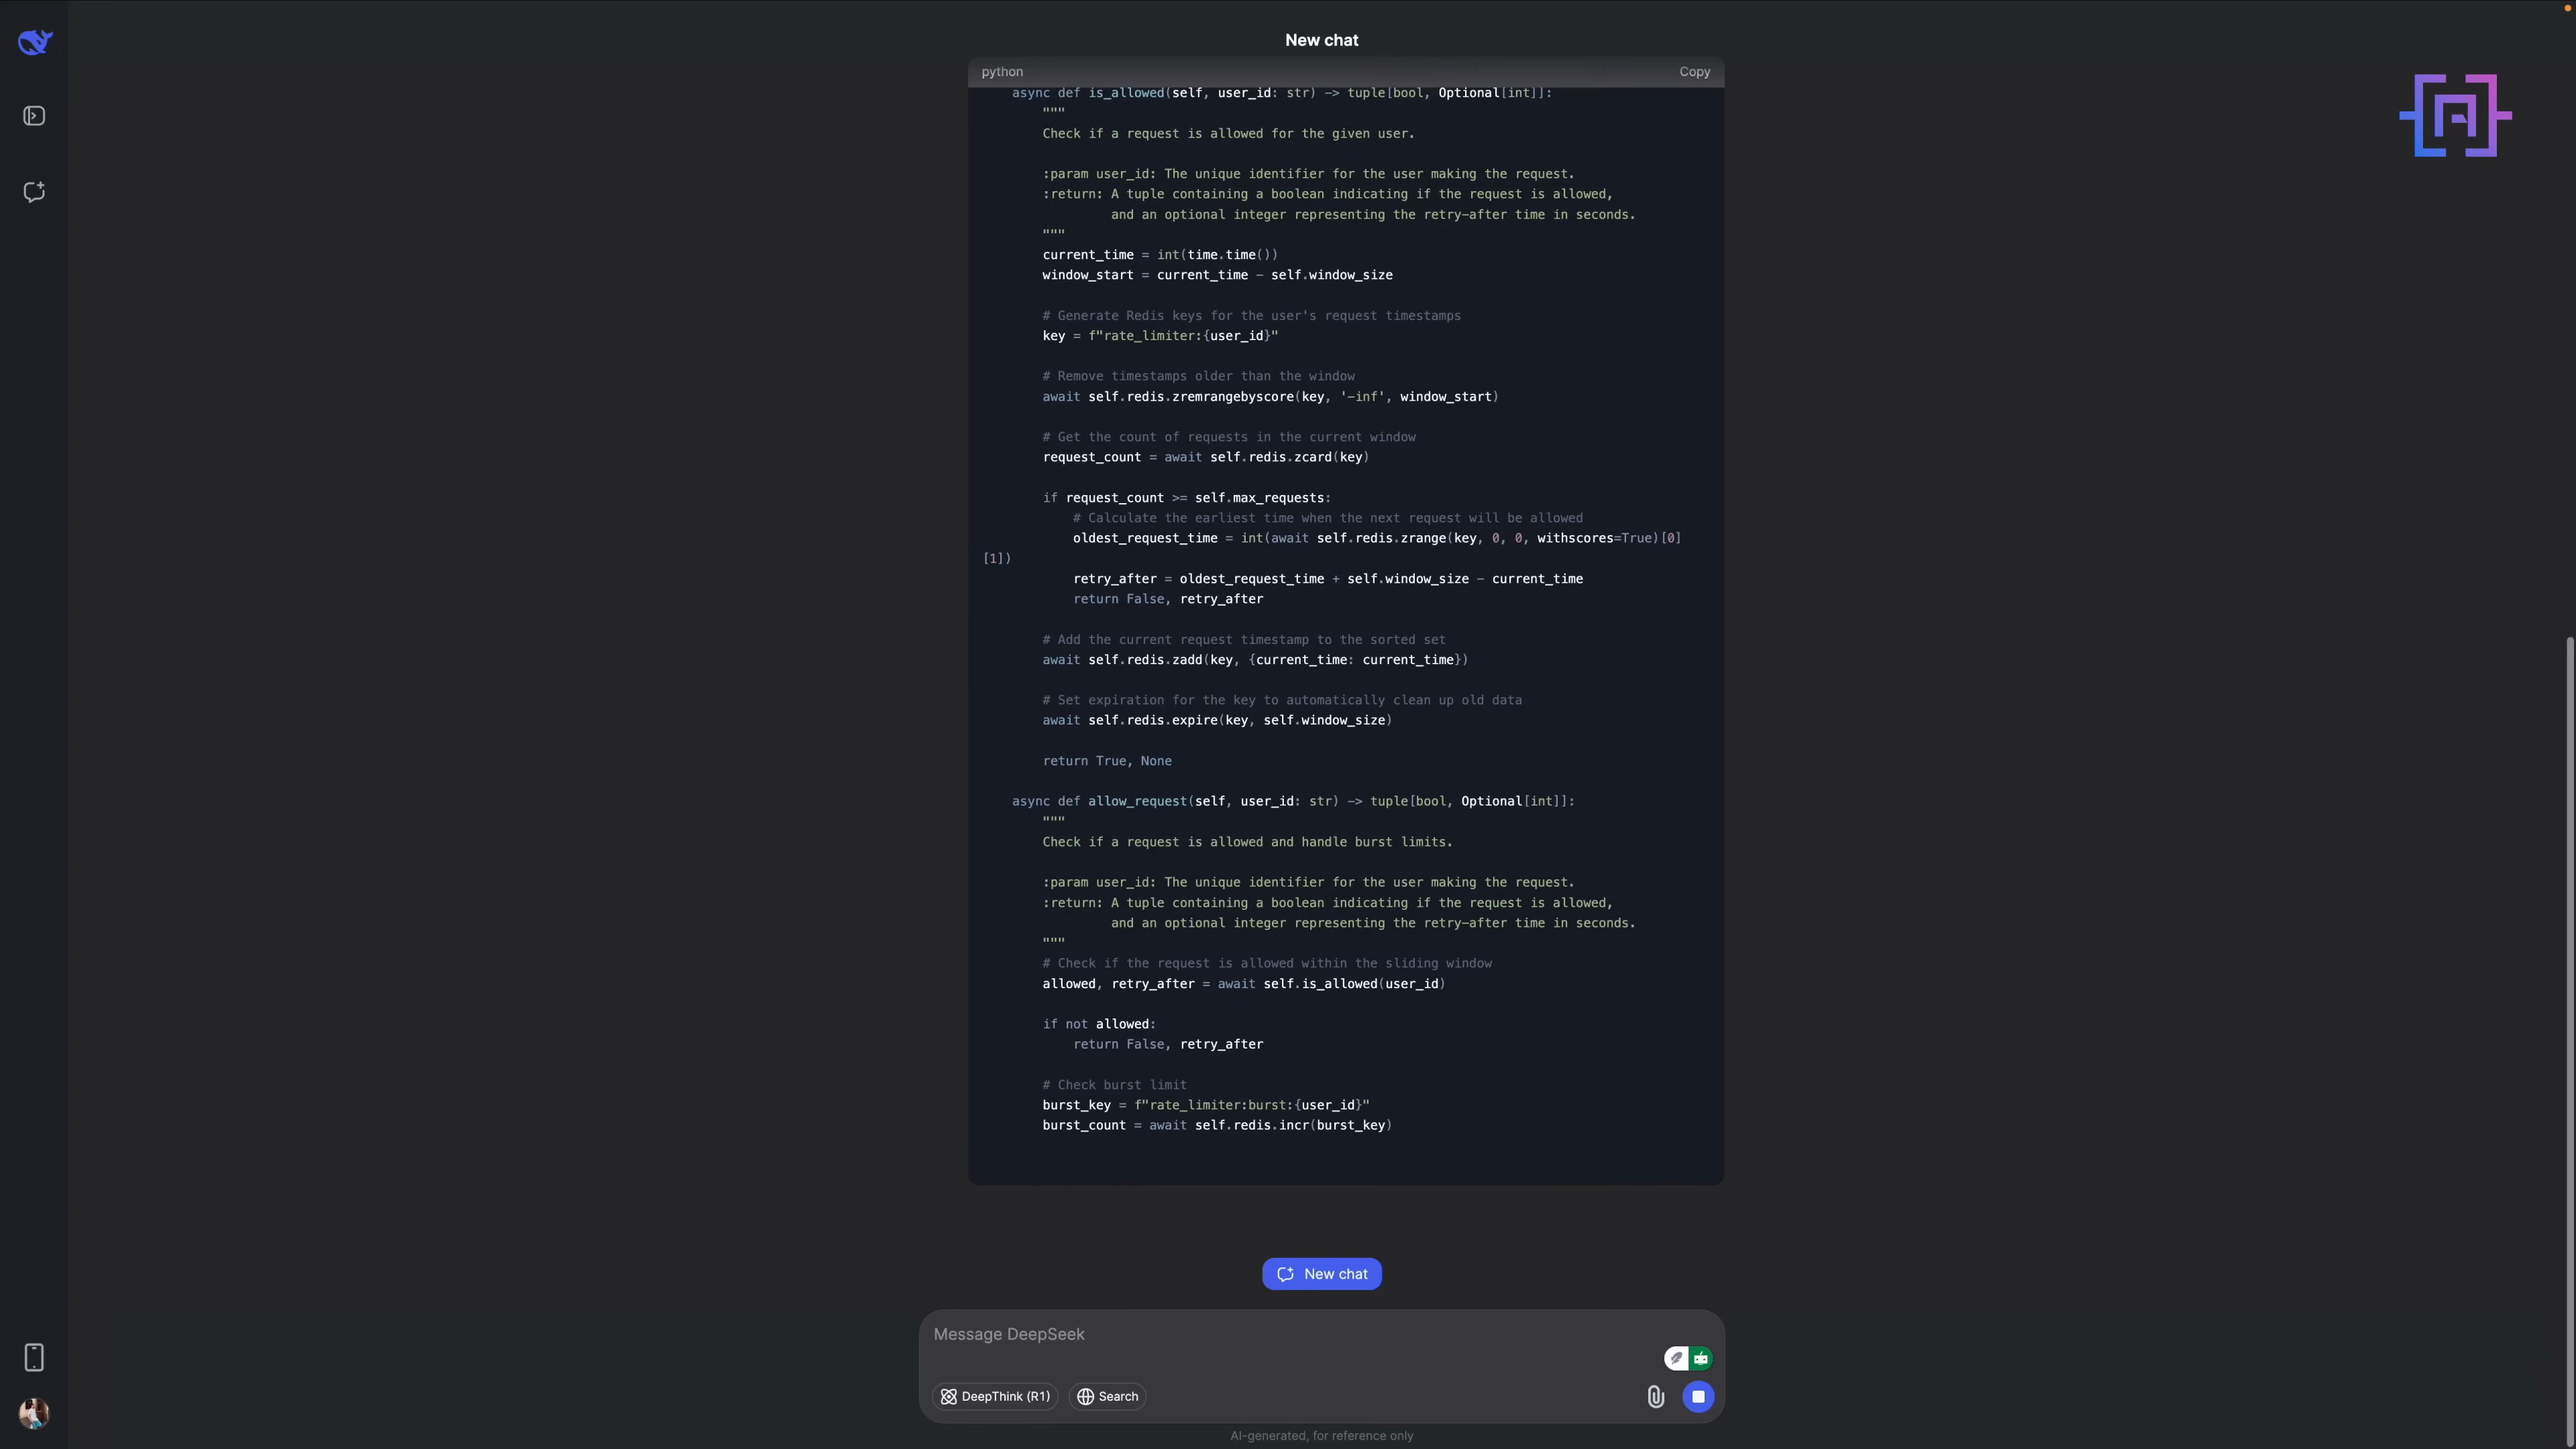 New chat
python
Copy
async def is_allowed(self, user_id: str) -> tuple[bool, Optional[int]]:
"""
Check if a request is allowed for the given user.
:param user_id: The unique identifier for the user making the request.
:return: A tuple containing a boolean indicating if the request is allowed,
and an optional integer representing the retry-after time in seconds.
"""
current_time = int(time.time())
window_start = current_time - self.window_size
# Generate Redis keys for the user's request timestamps
key = f"rate_limiter:{user_id}"
# Remove timestamps older than the window
await self.redis.zremrangebyscore(key, '-inf', window_start)
# Get the count of requests in the current window
request_count = await self.redis.zcard(key)
if request_count >= self.max_requests:
# Calculate the earliest time when the next request will be allowed
oldest_request_time = int(await self.redis.zrange(key, 0, 0, withscores=True)[0]
[1])
retry_after = oldest_request_time + self.window_size - current_time
return False, retry_after
# Add the current request timestamp to the sorted set
await self.redis.zadd(key, {current_time: current_time})
# Set expiration for the key to automatically clean up old data
await self.redis.expire(key, self.window_size)
return True, None
async def allow_request(self, user_id: str) -> tuple[bool, Optional[int]]:
"""
Check if a request is allowed and handle burst limits.
:param user_id: The unique identifier for the user making the request.
:return: A tuple containing a boolean indicating if the request is allowed,
and an optional integer representing the retry-after time in seconds.
"""
# Check if the request is allowed within the sliding window
allowed, retry_after = await self.is_allowed(user_id)
if not allowed:
return False, retry_after
# Check burst limit
burst_key = f"rate_limiter:burst:{user_id}"
burst_count = await self.redis.incr(burst_key)
New chat
Message DeepSeek
DeepThink (R1)
Search
AI-generated, for reference only